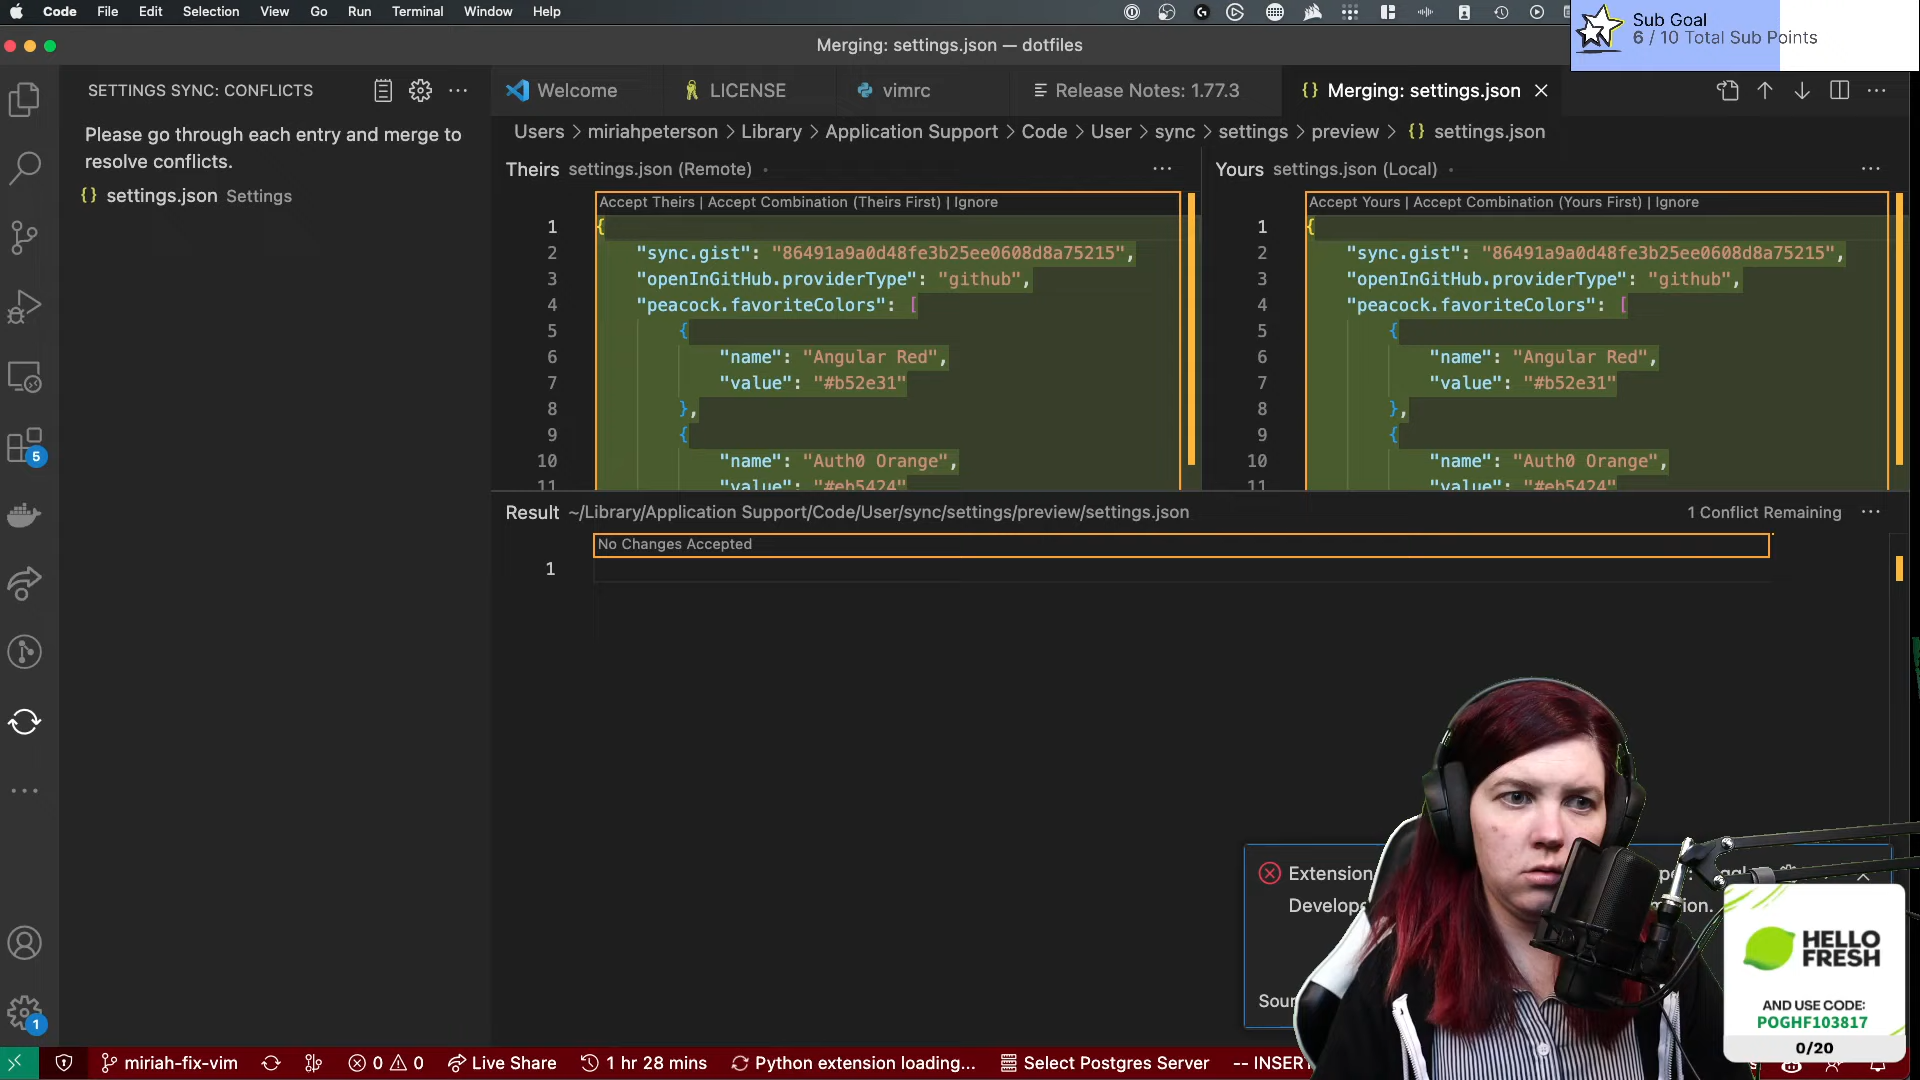 Code File Edit Selection View Go Run Terminal Window Help
Sub Goal
6 / 10 Total Sub Points
Merging: settings.json — dotfiles
SETTINGS SYNC: CONFLICTS
Please go through each entry and merge to
resolve conflicts.
{} settings.json Settings
Welcome LICENSE vimrc Release Notes: 1.77.3 {} Merging: settings.json
Users > miriahpeterson > Library > Application Support > Code > User > sync > settings > preview > {} settings.json
Theirs settings.json (Remote)
Accept Theirs | Accept Combination (Theirs First) | Ignore
1 {
2 "sync.gist": "86491a9a0d48fe3b25ee0608d8a75215",
3 "openInGitHub.providerType": "github",
4 "peacock.favoriteColors": [
5 {
6 "name": "Angular Red",
7 "value": "#b52e31"
8 },
9 {
10 "name": "Auth0 Orange",
11 "value": "#eb5424"
Yours settings.json (Local)
Accept Yours | Accept Combination (Yours First) | Ignore
1 {
2 "sync.gist": "86491a9a0d48fe3b25ee0608d8a75215",
3 "openInGitHub.providerType": "github",
4 "peacock.favoriteColors": [
5 {
6 "name": "Angular Red",
7 "value": "#b52e31"
8 },
9 {
10 "name": "Auth0 Orange",
11 "value": "#eb5424"
Result ~/Library/Application Support/Code/User/sync/settings/preview/settings.json 1 Conflict Remaining
No Changes Accepted
1
5
1
Extension
HELLO
FRESH
AND USE CODE:
POGHF103817
0/20
miriah-fix-vim 0 0 Live Share 1 hr 28 mins Python extension loading... Select Postgres Server -- INSER